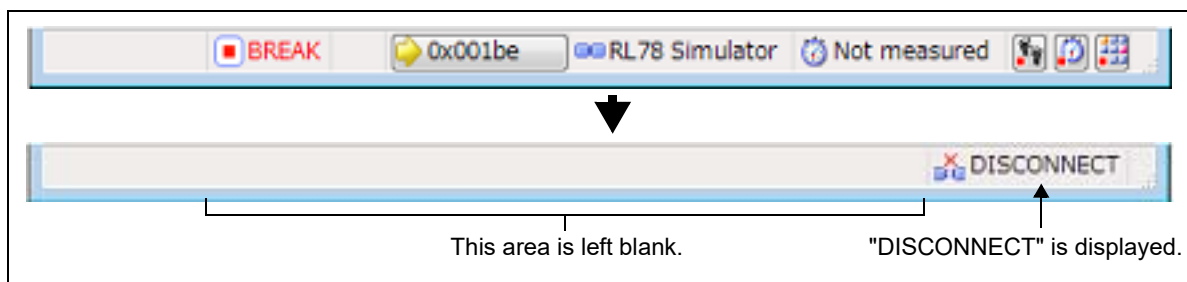 BREAK 0x001be RL78 Simulator Not measured
DISCONNECT
This area is left blank. "DISCONNECT" is displayed.